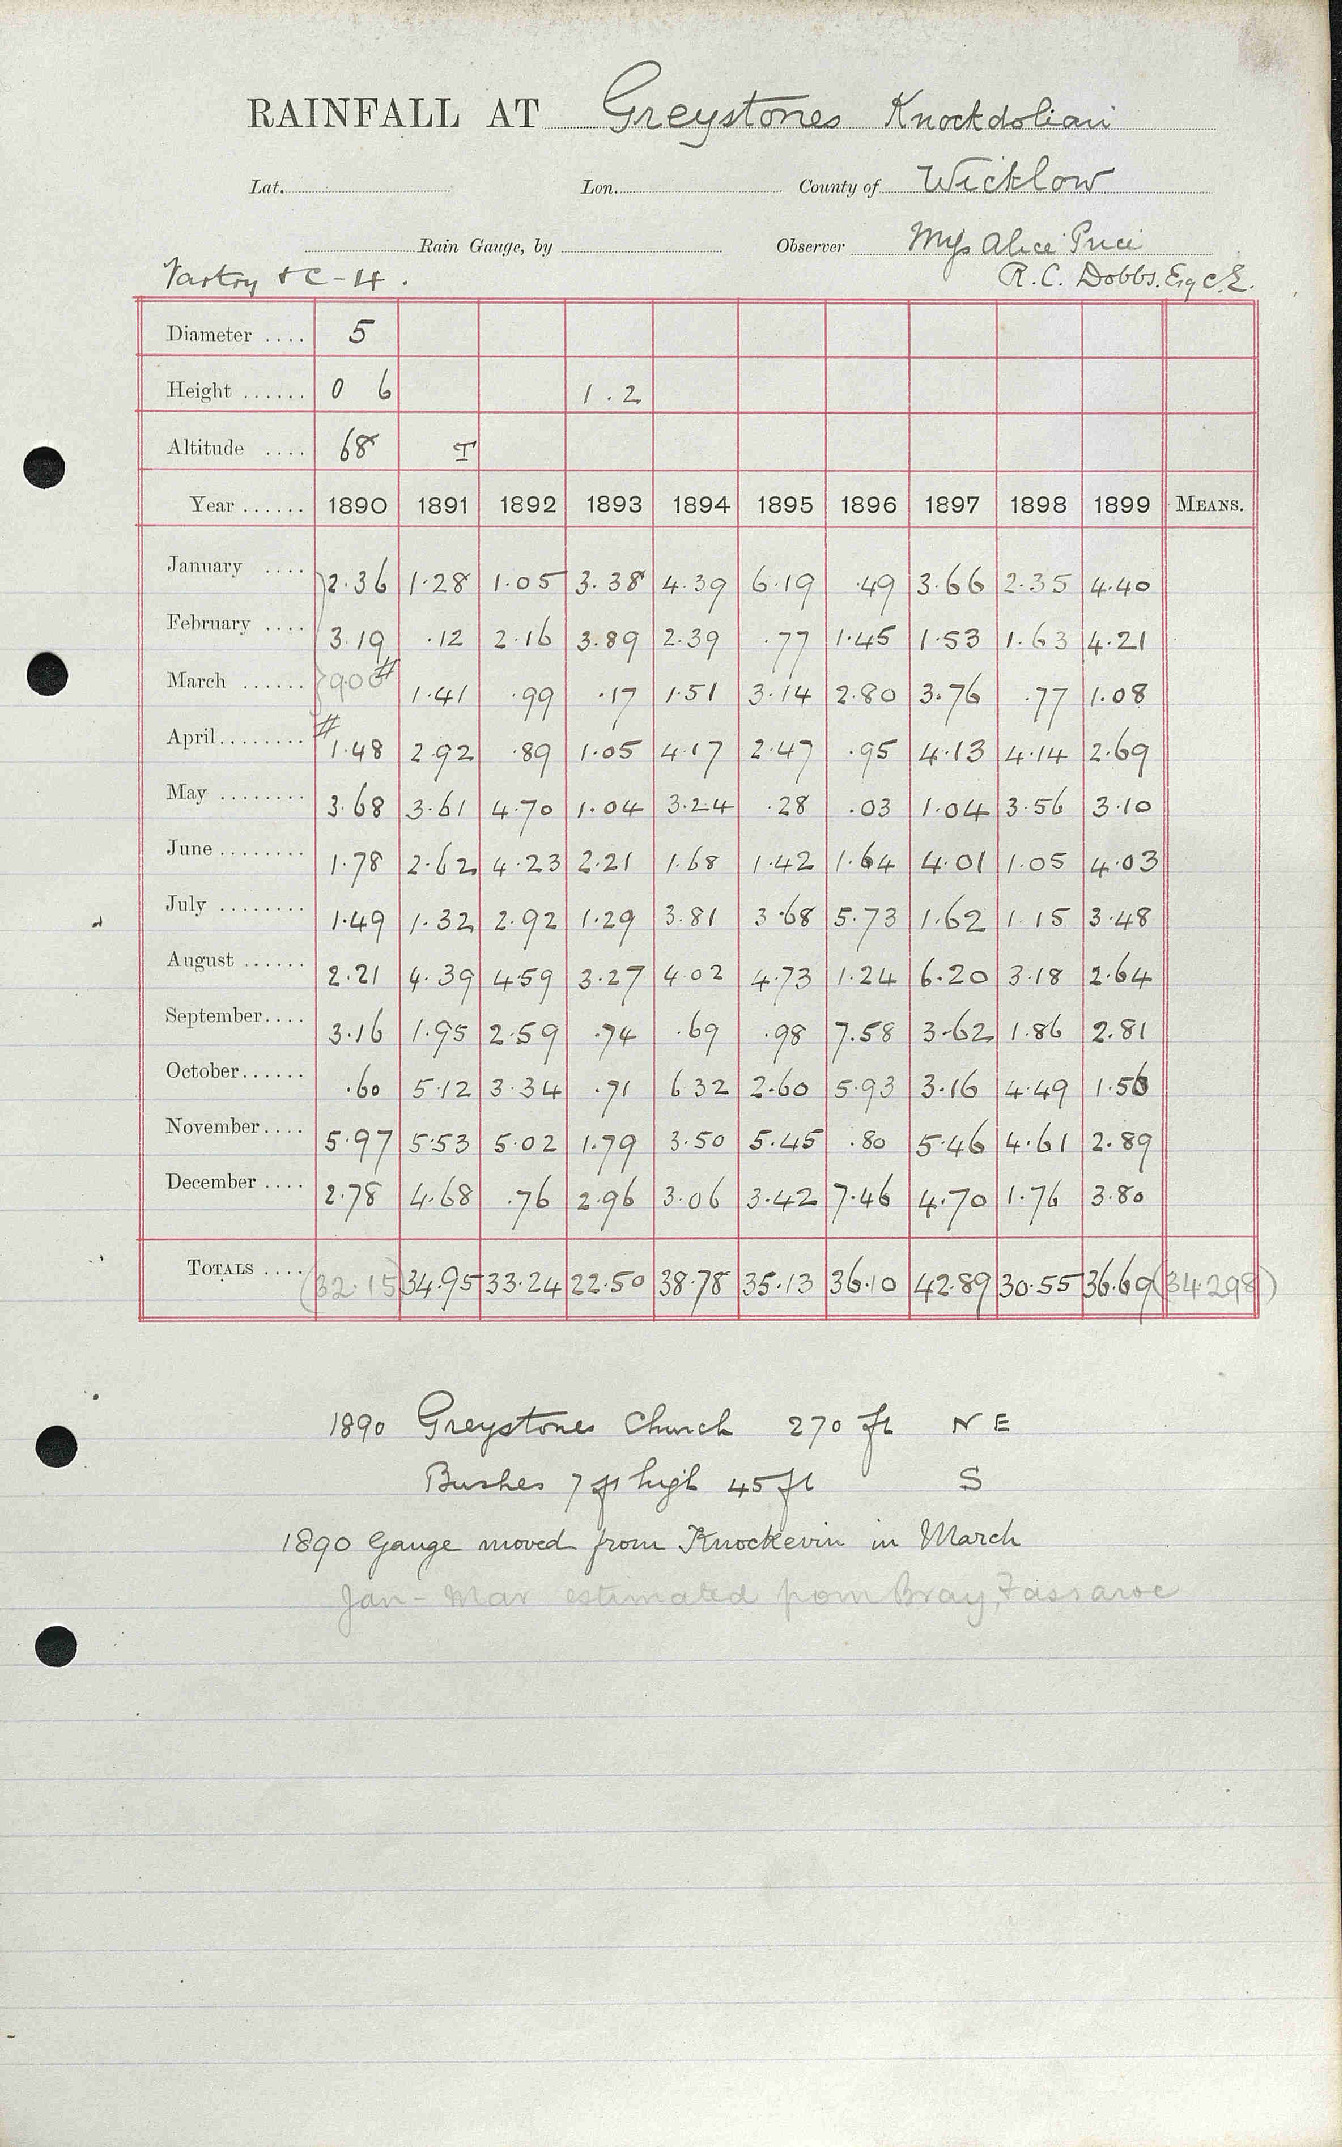 RAINFALL AT Greystones Knockdolian
Lat. Lon. County of Wicklow
Rain Gauge, by Observer Miss Alice Price
Vartry & C - 14. R. C. Dobbs. Esq C.E.
Diameter .... 5
Height ...... 0 6 1.2
Altitude .... 68 T
Year ...... 1890 1891 1892 1893 1894 1895 1896 1897 1898 1899 MEANS.
January .... 2.36 1.28 1.05 3.38 4.39 6.19 .49 3.66 2.35 4.40
February .... 3.19 .12 2.16 3.89 2.39 .77 1.45 1.53 1.63 4.21
March ...... 9.00# 1.41 .99 .17 1.51 3.14 2.80 3.76 .77 1.08
April........ #1.48 2.92 .89 1.05 4.17 2.47 .95 4.13 4.14 2.69
May ........ 3.68 3.61 4.70 1.04 3.24 .28 .03 1.04 3.56 3.10
June........ 1.78 2.62 4.23 2.21 1.68 1.42 1.64 4.01 1.05 4.03
July ........ 1.49 1.32 2.92 1.29 3.81 3.68 5.73 1.62 1.15 3.48
August ...... 2.21 4.39 4.59 3.27 4.02 4.73 1.24 6.20 3.18 2.64
September.... 3.16 1.95 2.59 .74 .69 .98 7.58 3.62 1.86 2.81
October...... .60 5.12 3.34 .71 6.32 2.60 5.93 3.16 4.49 1.56
November.... 5.97 5.53 5.02 1.79 3.50 5.45 .80 5.46 4.61 2.89
December .... 2.78 4.68 .76 2.96 3.06 3.42 7.46 4.70 1.76 3.80
TOTALS .... (32.15) 34.95 33.24 22.50 38.78 35.13 36.10 42.89 30.55 36.69 (34.298)
1890 Greystones Church 270 ft N E
Bushes 7 ft high 45 ft S
1890 Gauge moved from Knockevin in March
Jan - Mar estimated from Bray, Fassaroe